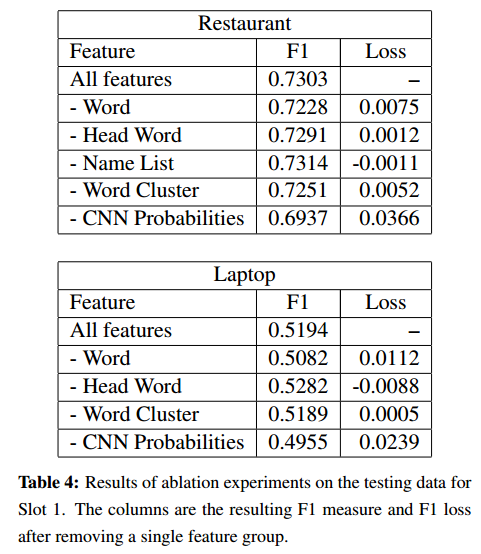 Restaurant
Feature F1 Loss
All features 0.7303 –
- Word 0.7228 0.0075
- Head Word 0.7291 0.0012
- Name List 0.7314 -0.0011
- Word Cluster 0.7251 0.0052
- CNN Probabilities 0.6937 0.0366
Laptop
Feature F1 Loss
All features 0.5194 –
- Word 0.5082 0.0112
- Head Word 0.5282 -0.0088
- Word Cluster 0.5189 0.0005
- CNN Probabilities 0.4955 0.0239
Table 4: Results of ablation experiments on the testing data for
Slot 1. The columns are the resulting F1 measure and F1 loss
after removing a single feature group.